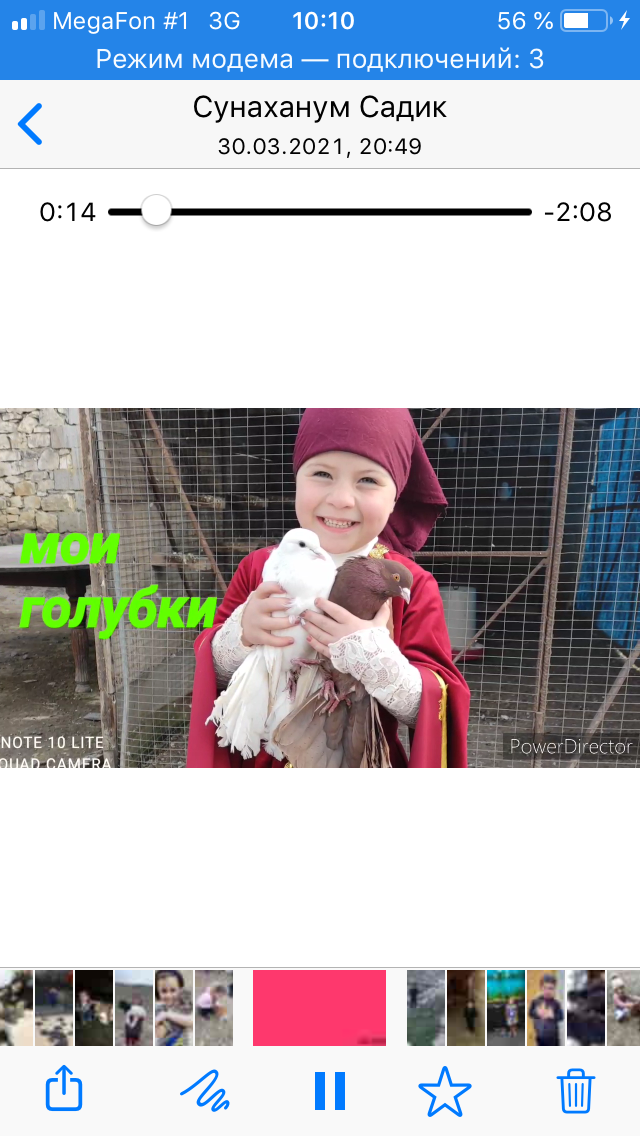 MegaFon #1 3G 10:10 56 %
Режим модема — подключений: 3
Сунаханум Садик
30.03.2021, 20:49
0:14 -2:08
мои
голубки
NOTE 10 LITE
QUAD CAMERA
PowerDirector